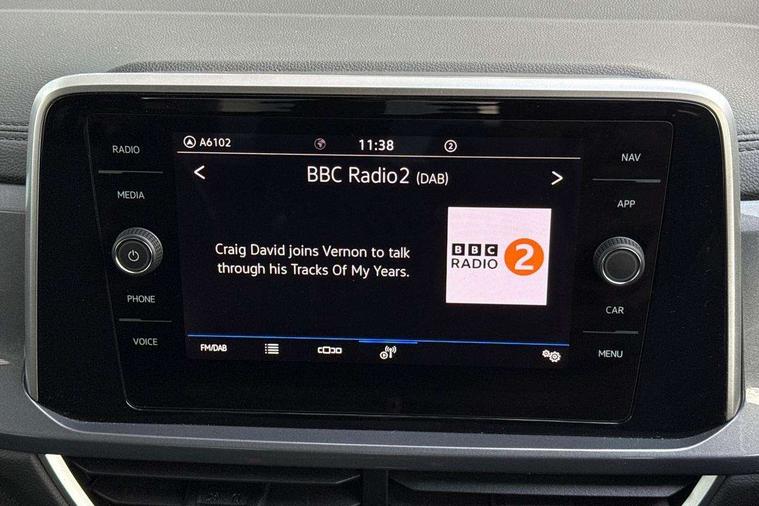 A6102
11:38
2
RADIO
MEDIA
PHONE
VOICE
BBC Radio2 (DAB)
Craig David joins Vernon to talk
through his Tracks Of My Years.
BBC
RADIO
2
FM/DAB
NAV
APP
CAR
MENU